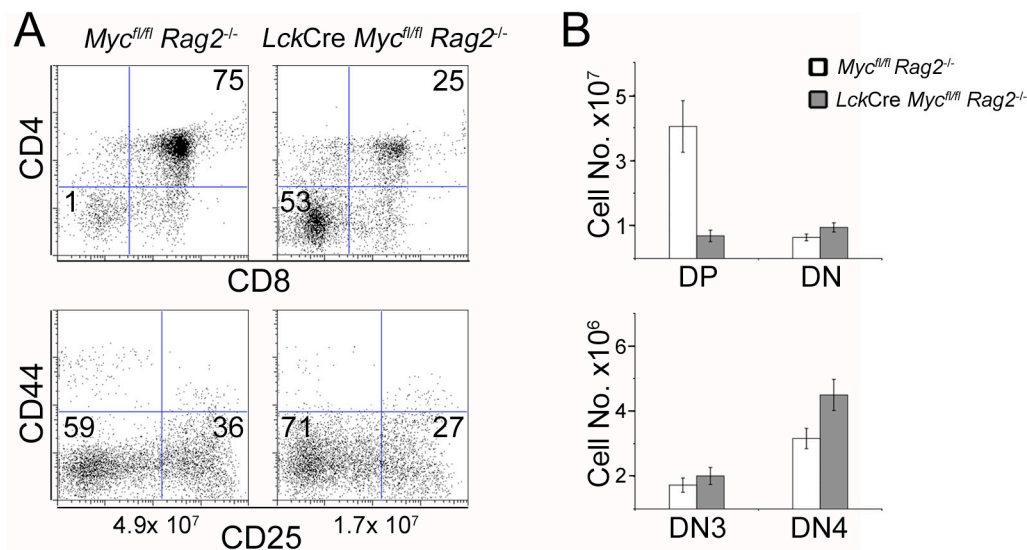 A
Myc^fl/fl Rag2^-/-
LckCre Myc^fl/fl Rag2^-/-
CD4
75
1
25
53
CD8
CD44
59
36
71
27
4.9x 10^7
1.7x 10^7
CD25
B
Myc^fl/fl Rag2^-/-
LckCre Myc^fl/fl Rag2^-/-
Cell No. x10^7
5
3
1
DP
DN
Cell No. x10^6
6
4
2
DN3
DN4